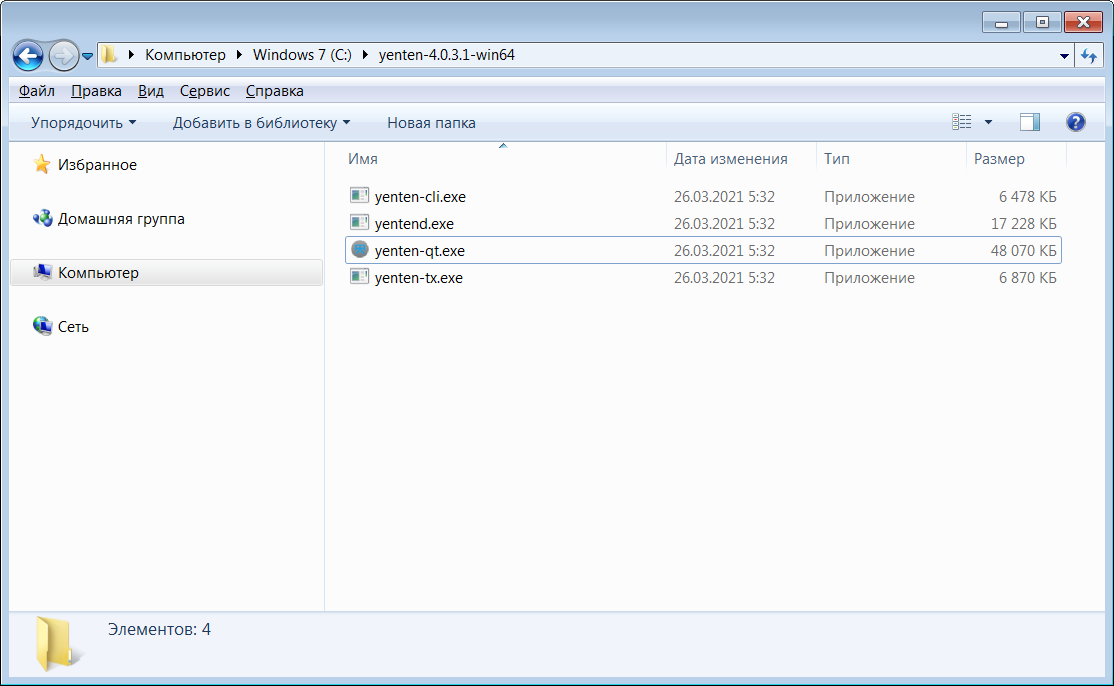 Компьютер Windows 7 (C:) yenten-4.0.3.1-win64
Файл Правка Вид Сервис Справка
Упорядочить Добавить в библиотеку Новая папка
Избранное
Домашняя группа
Компьютер
Сеть
Имя Дата изменения Тип Размер
yenten-cli.exe 26.03.2021 5:32 Приложение 6 478 КБ
yentend.exe 26.03.2021 5:32 Приложение 17 228 КБ
yenten-qt.exe 26.03.2021 5:32 Приложение 48 070 КБ
yenten-tx.exe 26.03.2021 5:32 Приложение 6 870 КБ
Элементов: 4